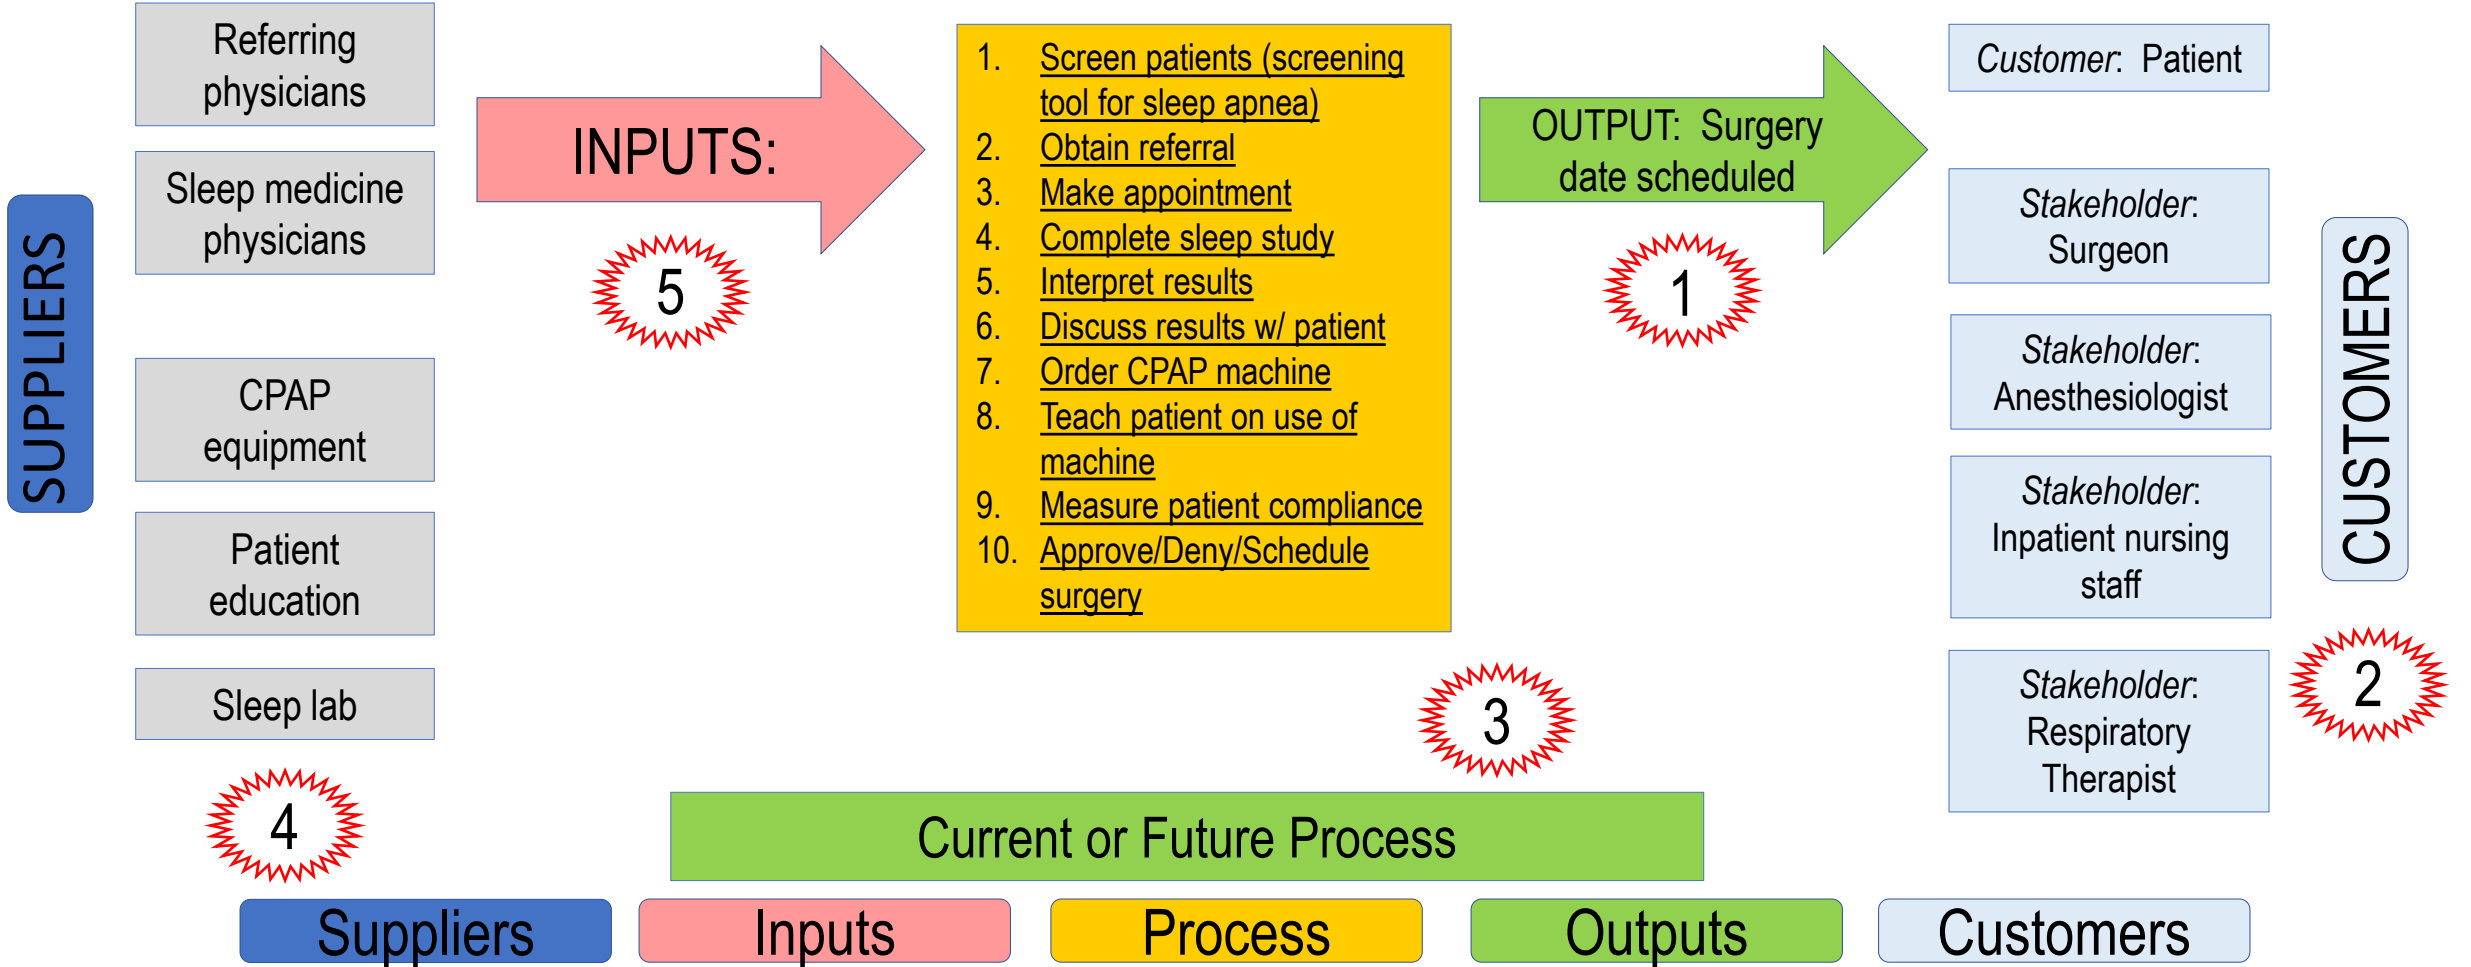 SUPPLIERS
Referring
physicians
Sleep medicine
physicians
CPAP
equipment
Patient
education
Sleep lab
4
INPUTS:
5
1. Screen patients (screening
tool for sleep apnea)
2. Obtain referral
3. Make appointment
4. Complete sleep study
5. Interpret results
6. Discuss results w/ patient
7. Order CPAP machine
8. Teach patient on use of
machine
9. Measure patient compliance
10. Approve/Deny/Schedule
surgery
3
OUTPUT: Surgery
date scheduled
1
Customer: Patient
Stakeholder:
Surgeon
Stakeholder:
Anesthesiologist
Stakeholder:
Inpatient nursing
staff
Stakeholder:
Respiratory
Therapist
CUSTOMERS
2
Current or Future Process
Suppliers
Inputs
Process
Outputs
Customers